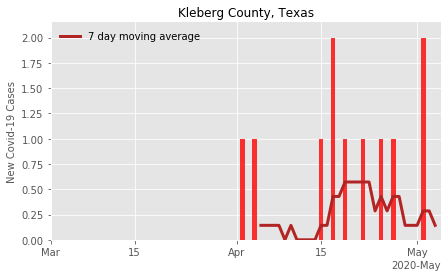 Kleberg County, Texas
7 day moving average
New Covid-19 Cases
2.00
1.75
1.50
1.25
1.00
0.75
0.50
0.25
0.00
Mar
15
Apr
15
May
2020-May